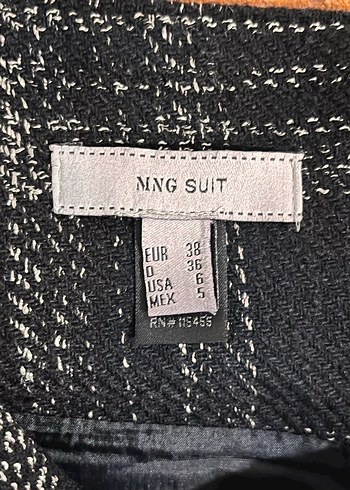 MNG SUIT
EUR 38
D 36
USA 6
MEX 5
RN# 115455